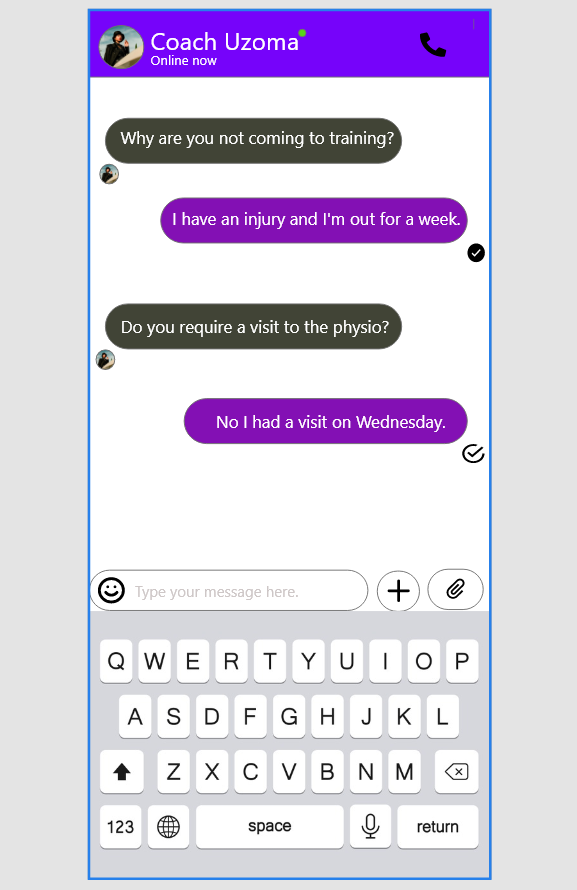 Coach Uzoma
Online now
Why are you not coming to training?
I have an injury and I'm out for a week.
Do you require a visit to the physio?
No I had a visit on Wednesday.
Type your message here.
Q W E R T Y U I O P
A S D F G H J K L
Z X C V B N M
123 space return